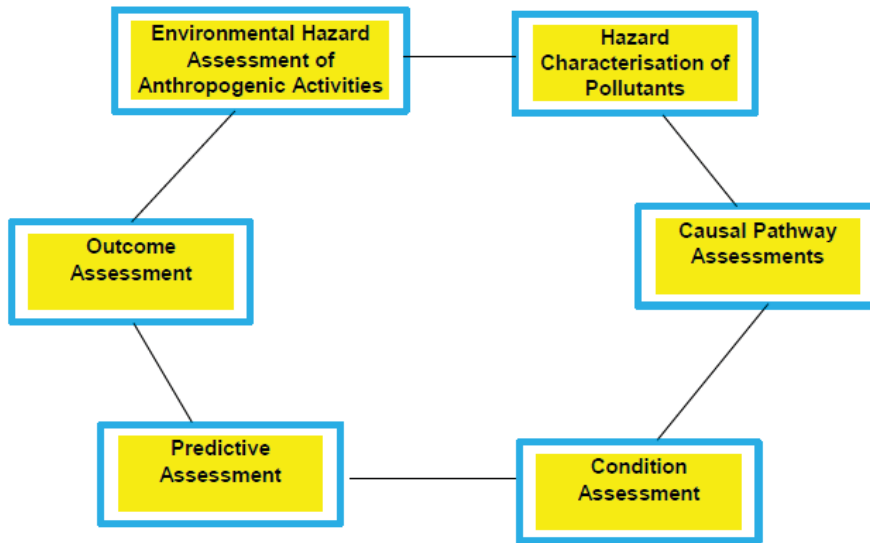 Environmental Hazard
Assessment of
Anthropogenic Activities
Hazard
Characterisation of
Pollutants
Causal Pathway
Assessments
Condition
Assessment
Predictive
Assessment
Outcome
Assessment